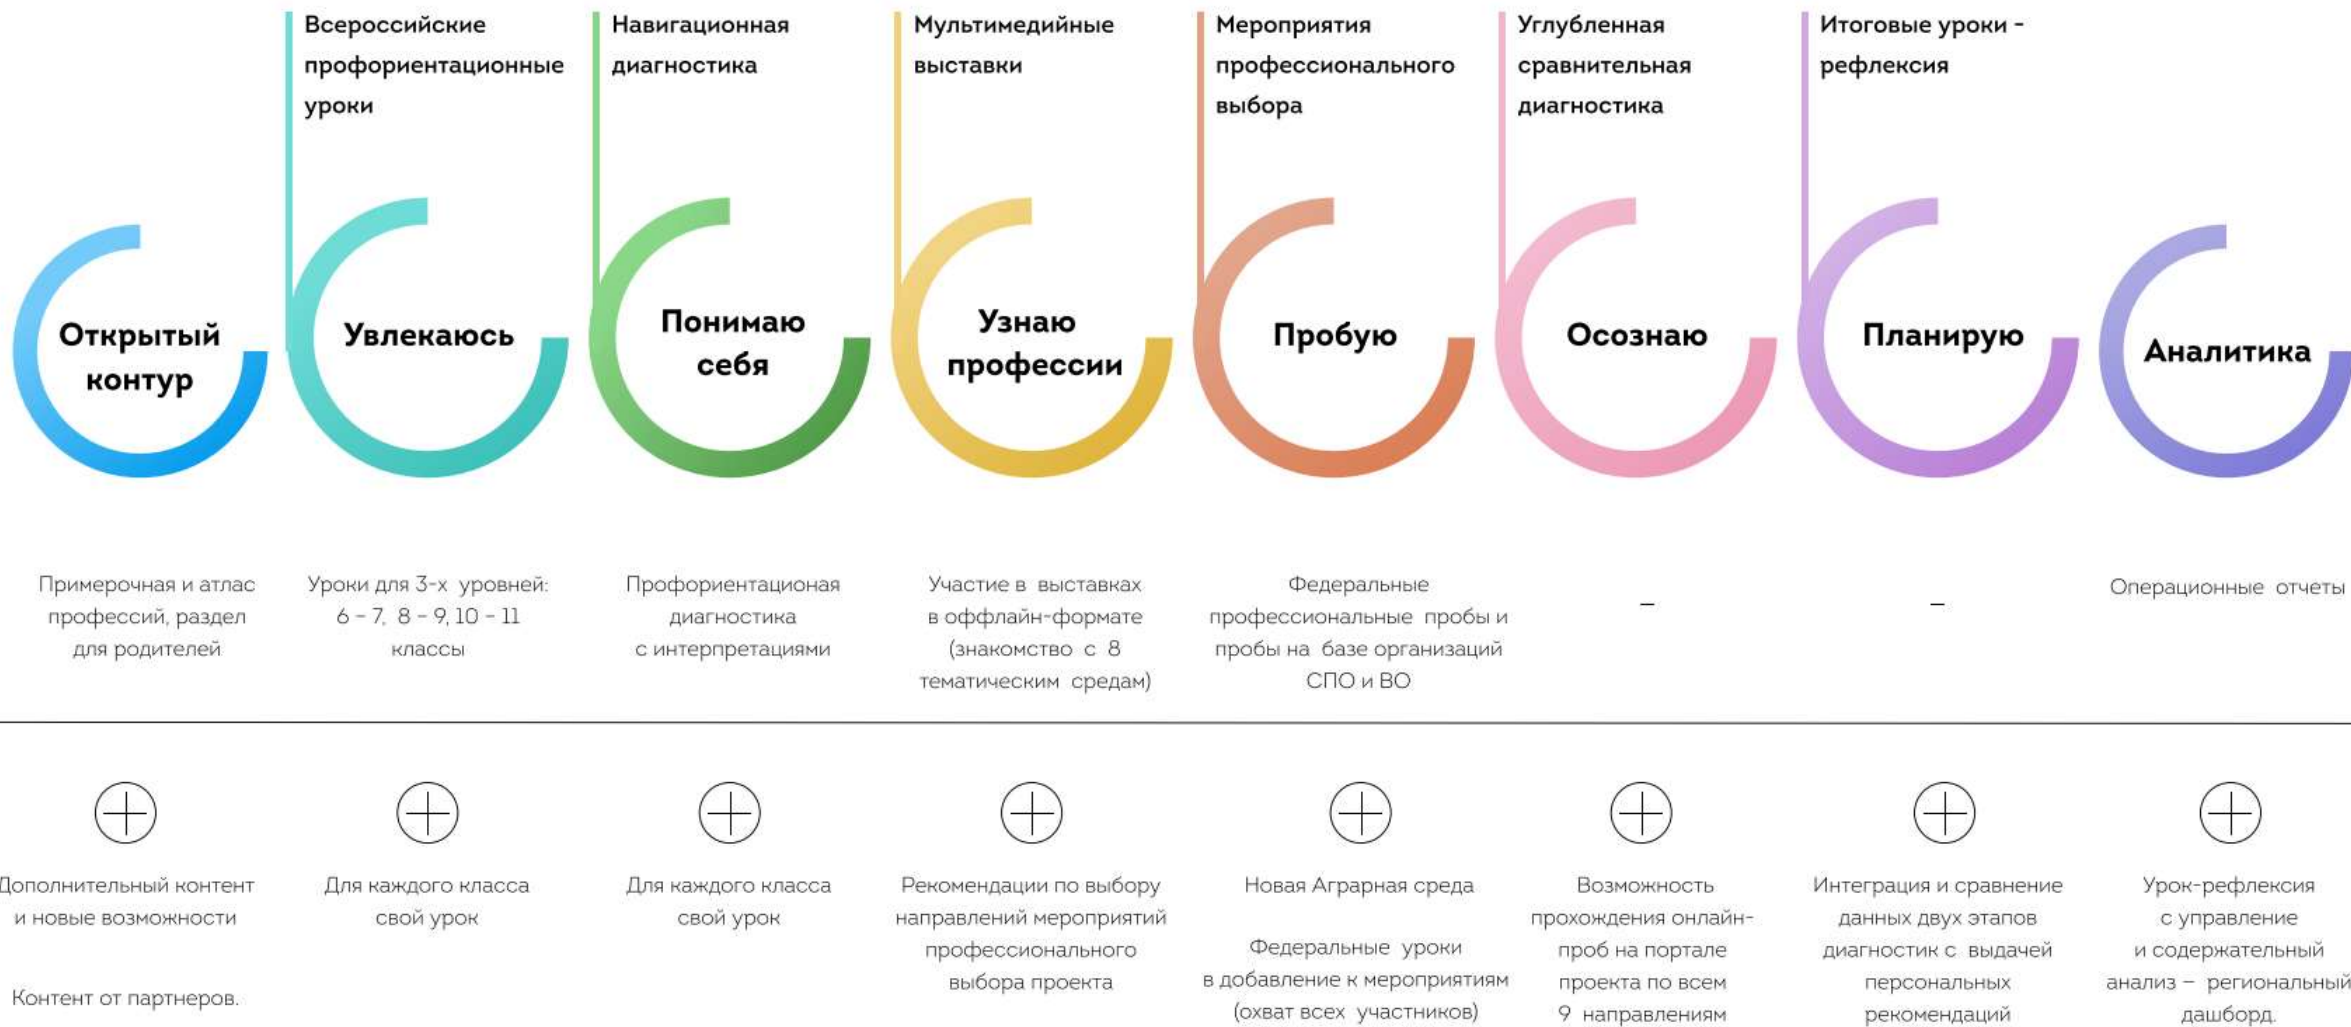 Всероссийские
профориентационные
уроки
Навигационная
диагностика
Мультимедийные
выставки
Мероприятия
профессионального
выбора
Углубленная
сравнительная
диагностика
Итоговые уроки -
рефлексия
Открытый
контур
Увлекаюсь
Понимаю
себя
Узнаю
профессии
Пробую
Осознаю
Планирую
Аналитика
Примерочная и атлас
профессий, раздел
для родителей
Уроки для 3-х уровней:
6 – 7, 8 – 9, 10 – 11
классы
Профориентационая
диагностика
с интерпретациями
Участие в выставках
в оффлайн-формате
(знакомство с 8
тематическим средам)
Федеральные
профессиональные пробы и
пробы на базе организаций
СПО и ВО
–
–
Операционные отчеты
Дополнительный контент
и новые возможности
Контент от партнеров.
Для каждого класса
свой урок
Для каждого класса
свой урок
Рекомендации по выбору
направлений мероприятий
профессионального
выбора проекта
Новая Аграрная среда
Федеральные уроки
в добавление к мероприятиям
(охват всех участников)
Возможность
прохождения онлайн-
проб на портале
проекта по всем
9 направлениям
Интеграция и сравнение
данных двух этапов
диагностик с выдачей
персональных
рекомендаций
Урок-рефлексия
с управление
и содержательный
анализ – региональный
дашборд.